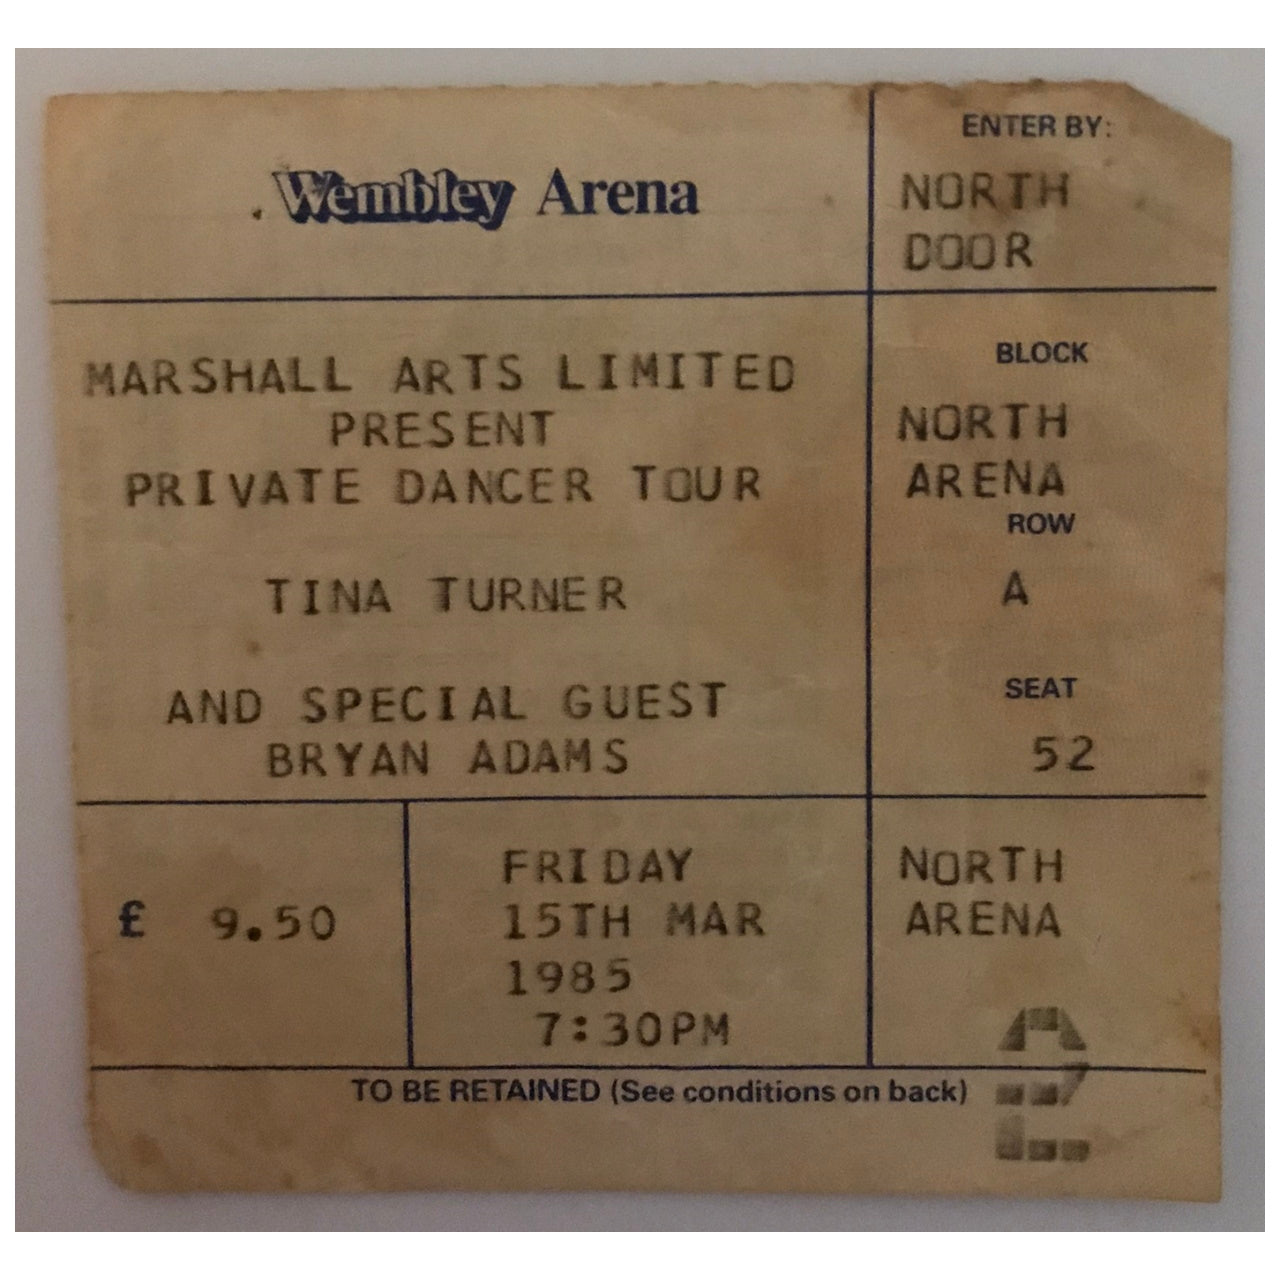 Wembley Arena
ENTER BY:
NORTH
DOOR
MARSHALL ARTS LIMITED
PRESENT
PRIVATE DANCER TOUR
TINA TURNER
AND SPECIAL GUEST
BRYAN ADAMS
BLOCK
NORTH
ARENA
ROW
A
SEAT
52
£ 9.50
FRIDAY
15TH MAR
1985
7:30PM
NORTH
ARENA
TO BE RETAINED (See conditions on back)